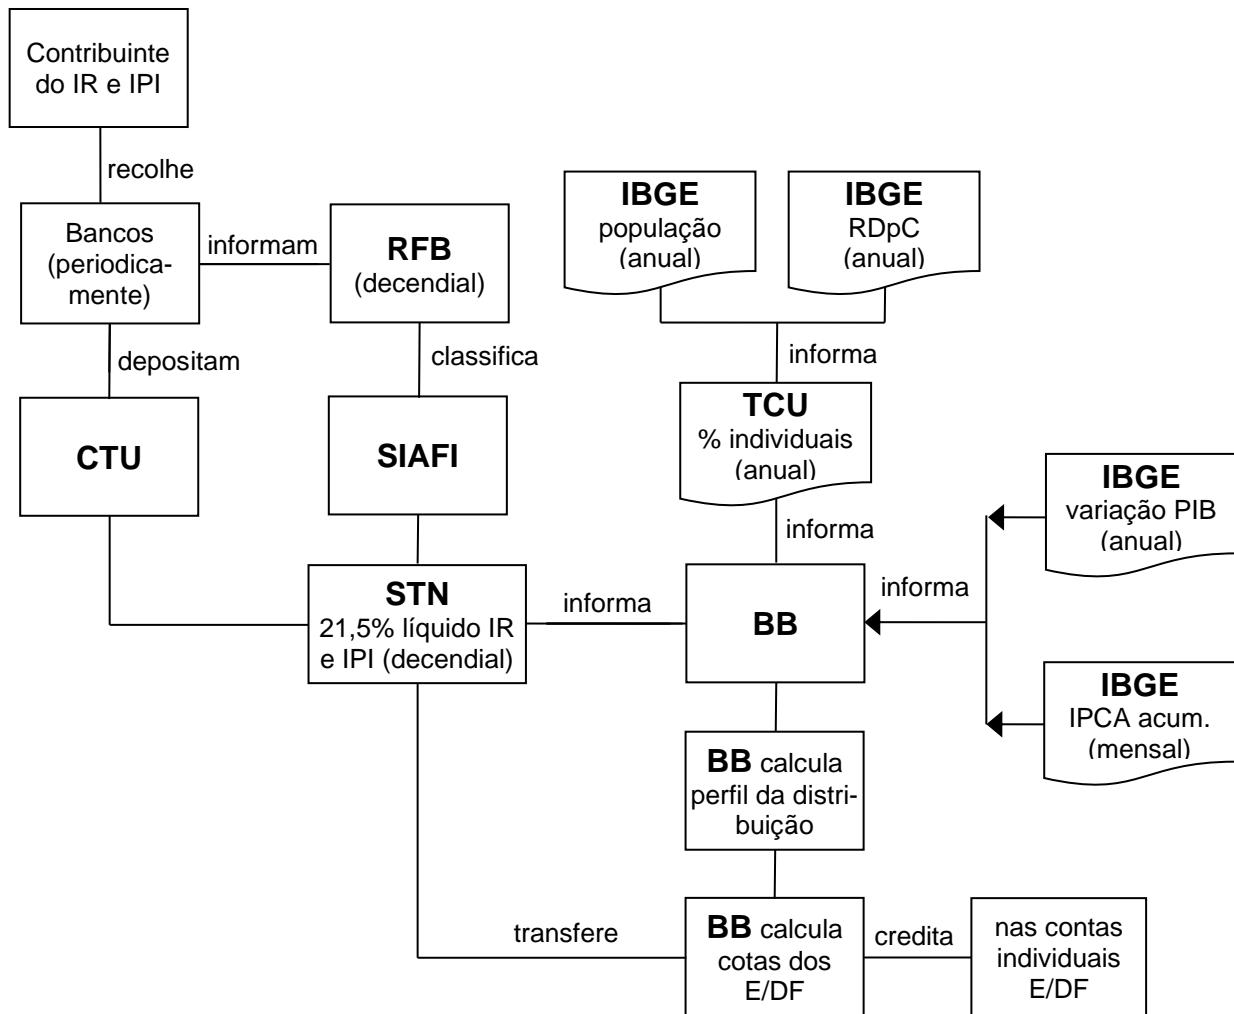 Contribuinte
do IR e IPI
recolhe
Bancos
(periodica-
mente)
informam
RFB
(decendial)
IBGE
população
(anual)
IBGE
RDpC
(anual)
depositam
classifica
informa
CTU
SIAFI
TCU
% individuais
(anual)
informa
IBGE
variação PIB
(anual)
STN
21,5% líquido IR
e IPI (decendial)
informa
BB
informa
IBGE
IPCA acum.
(mensal)
BB calcula
perfil da distri-
buição
transfere
BB calcula
cotas dos
E/DF
credita
nas contas
individuais
E/DF